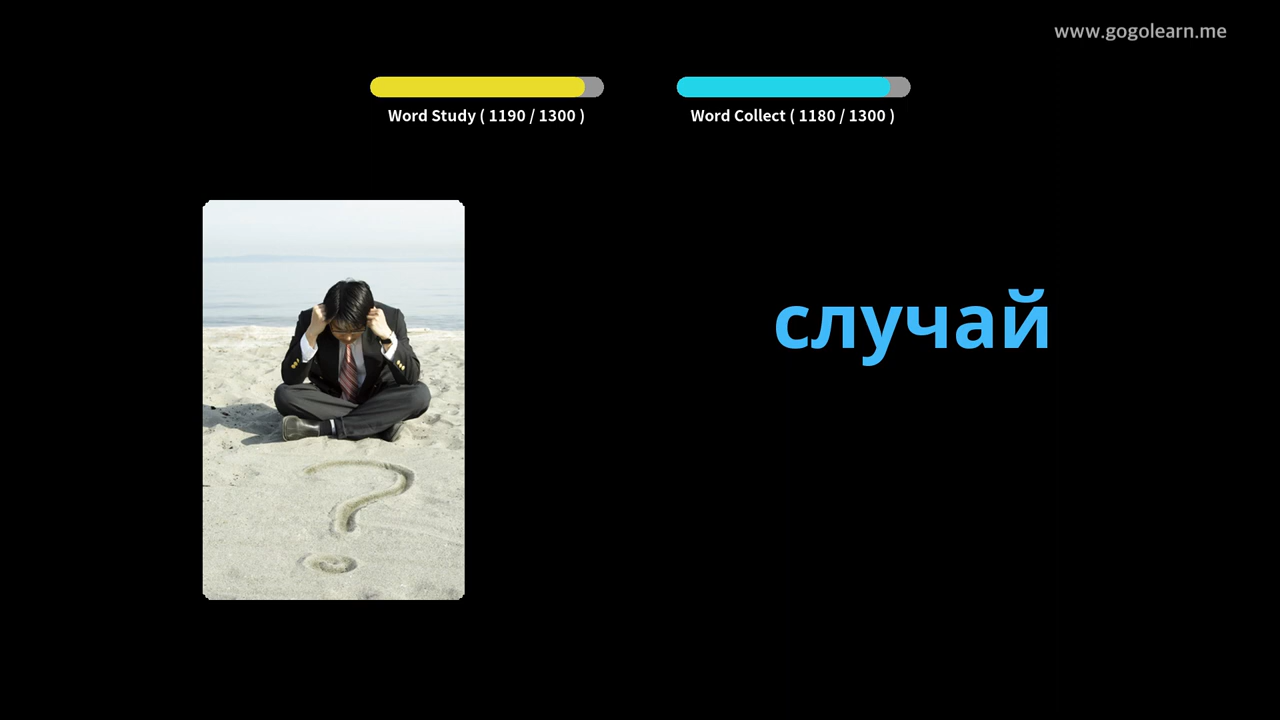 www.gogolearn.me
Word Study ( 1190 / 1300 )
Word Collect ( 1180 / 1300 )
случай
?